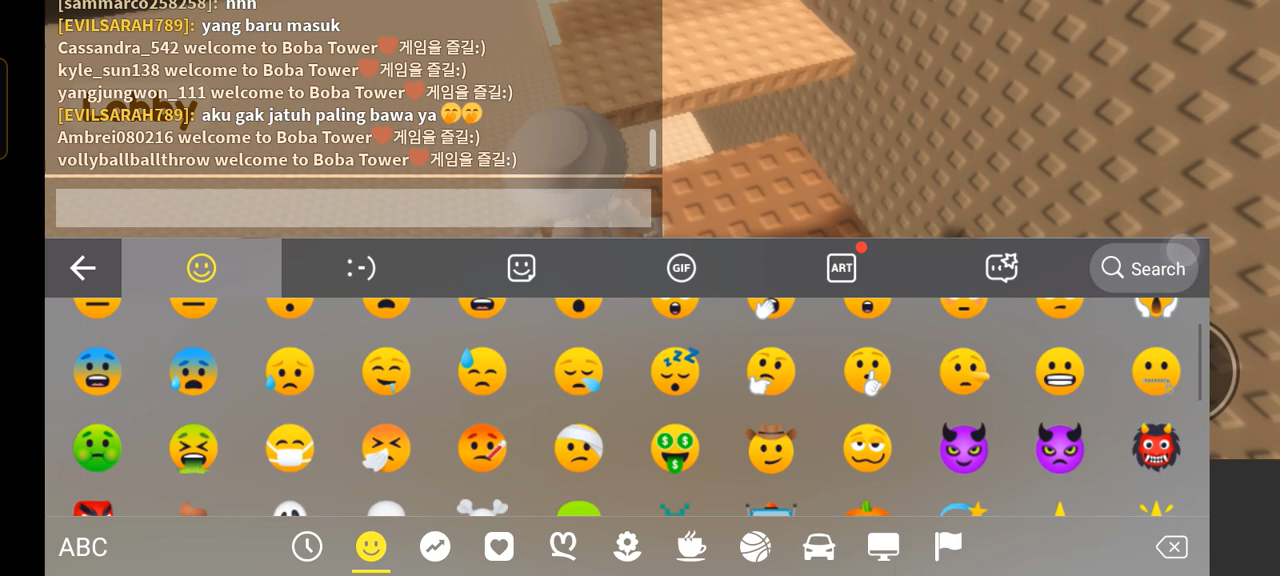 [sammarco258258]: hhh
[EVILSARAH789]: yang baru masuk
Cassandra_542 welcome to Boba Tower❤게임을 즐길:)
kyle_sun138 welcome to Boba Tower❤게임을 즐길:)
yangjungwon_111 welcome to Boba Tower❤게임을 즐길:)
Lobby
[EVILSARAH789]: aku gak jatuh paling bawa ya 🤭🤭
Ambrei080216 welcome to Boba Tower❤게임을 즐길:)
vollyballballthrow welcome to Boba Tower❤게임을 즐길:)
:-) GIF ART Search
ABC